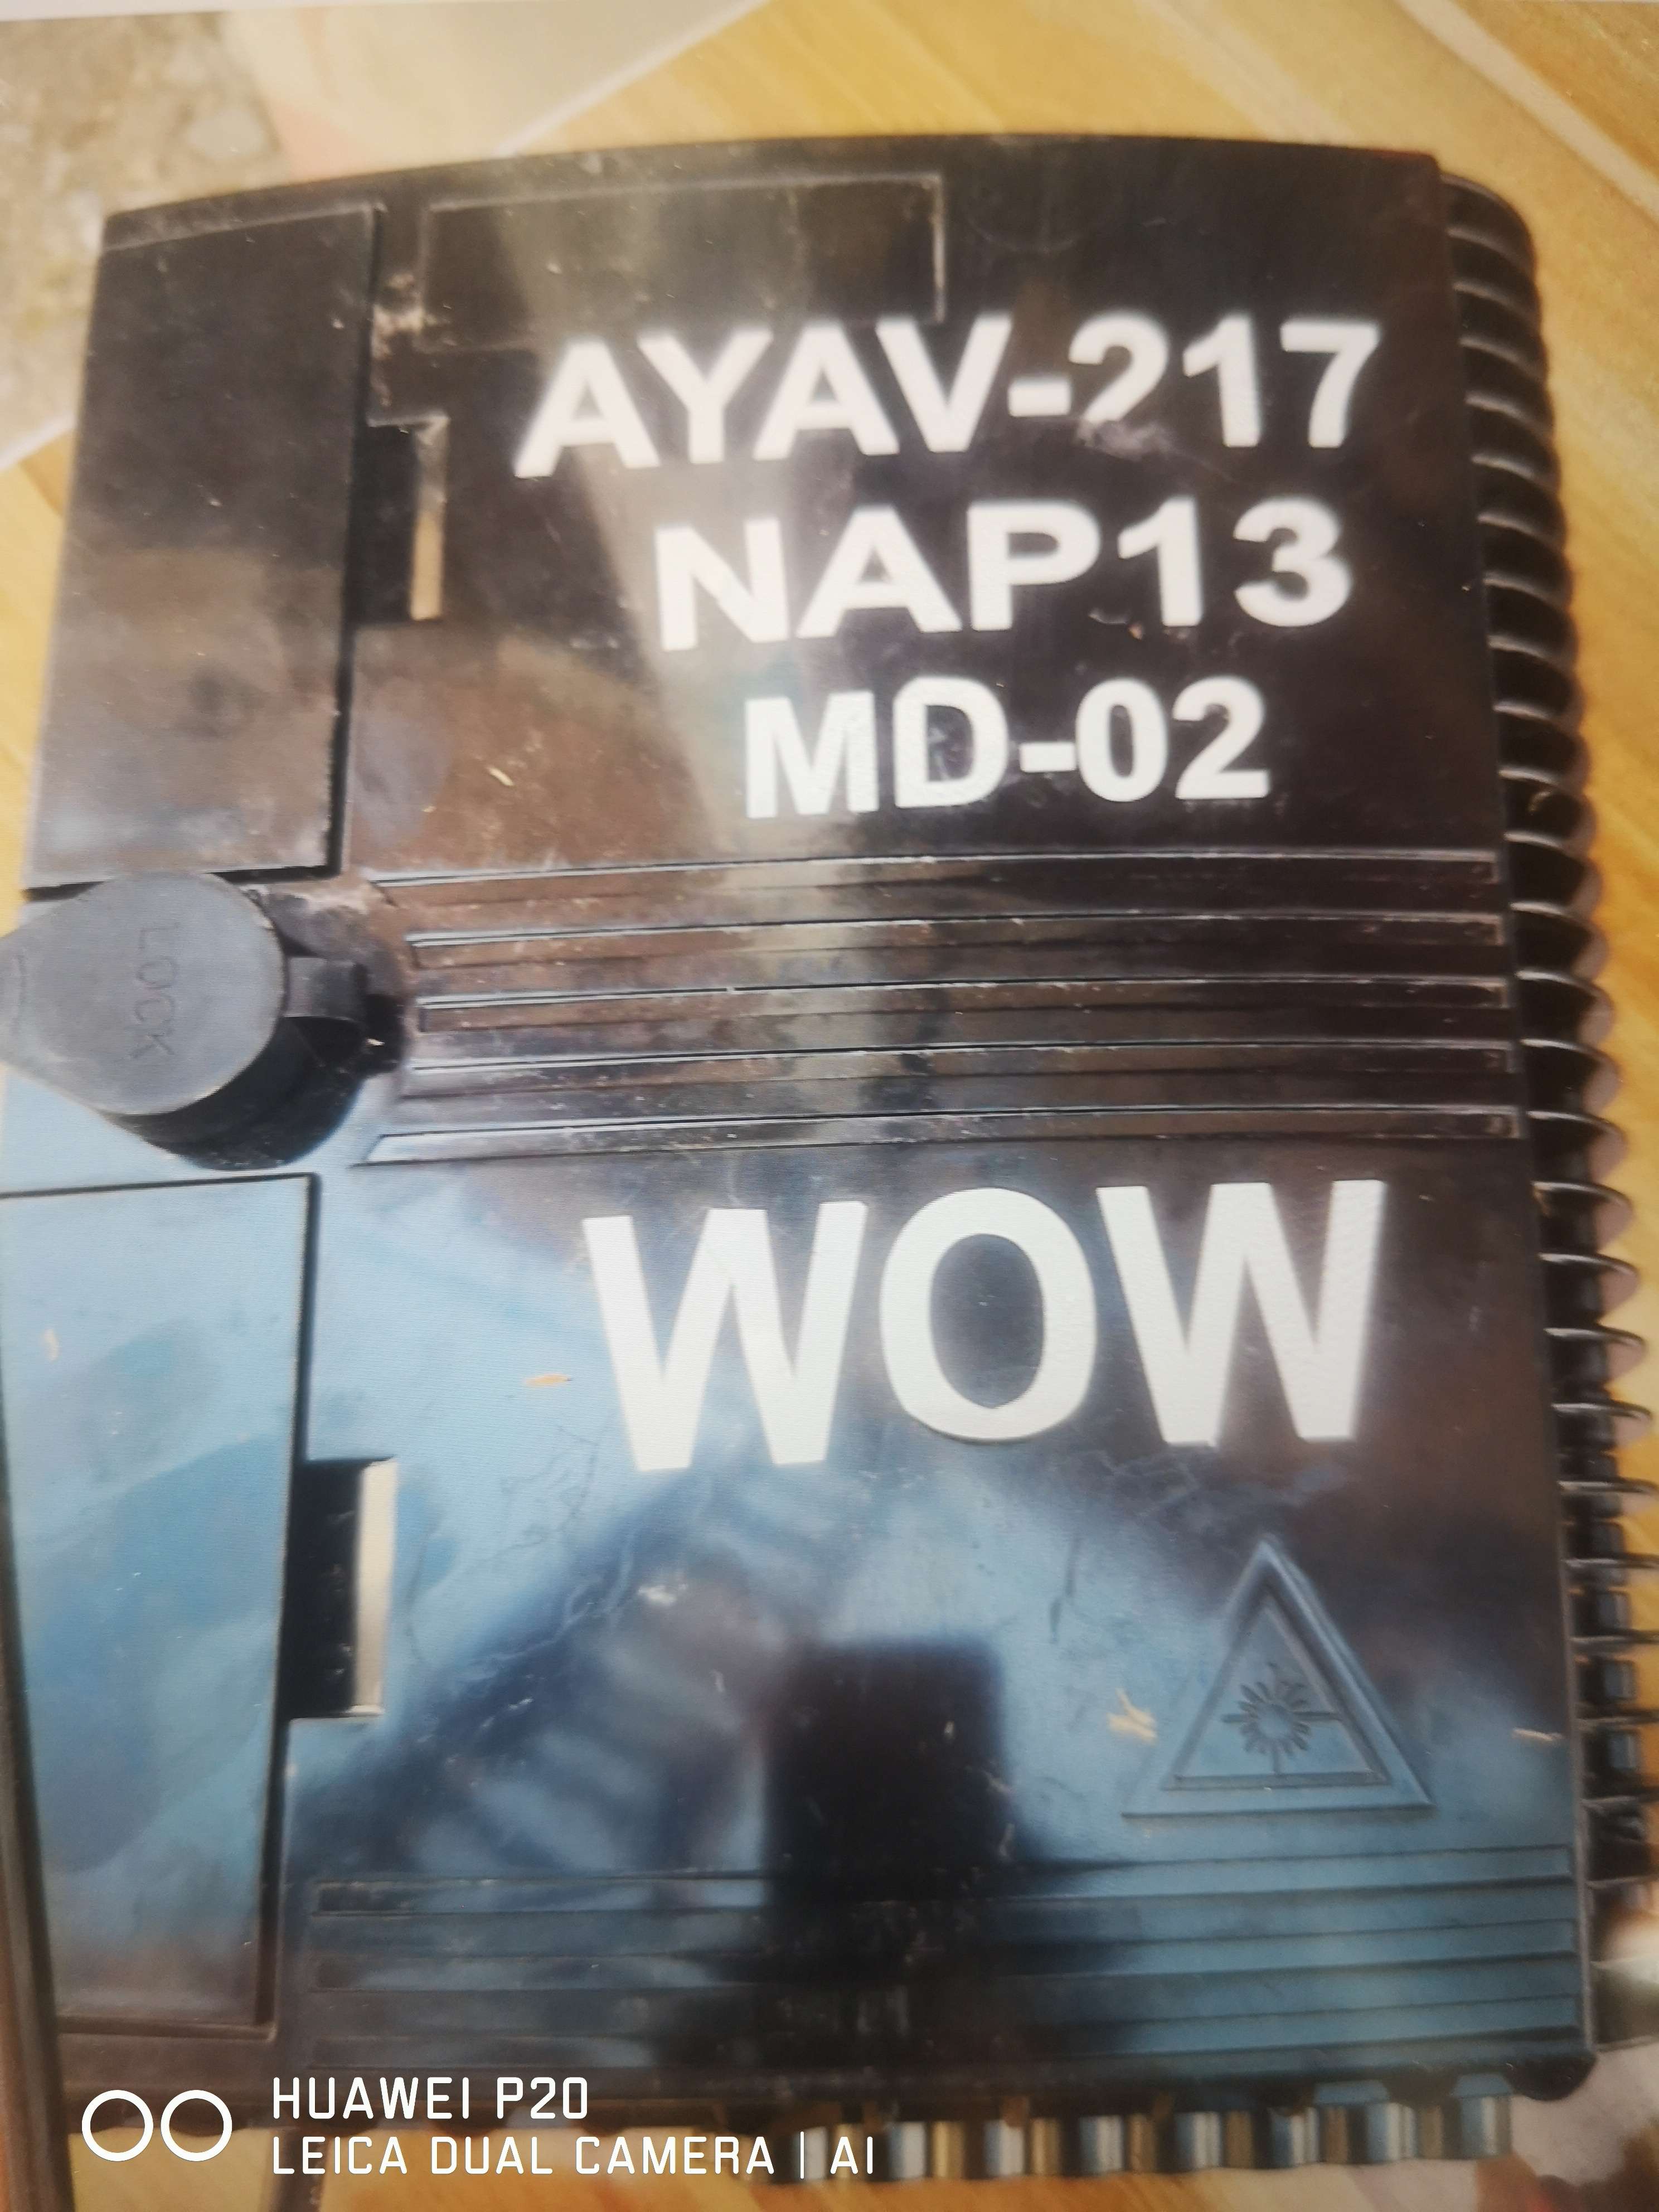 AYAV-217
NAP13
MD-02
LOCK
WOW
HUAWEI P20
LEICA DUAL CAMERA | AI